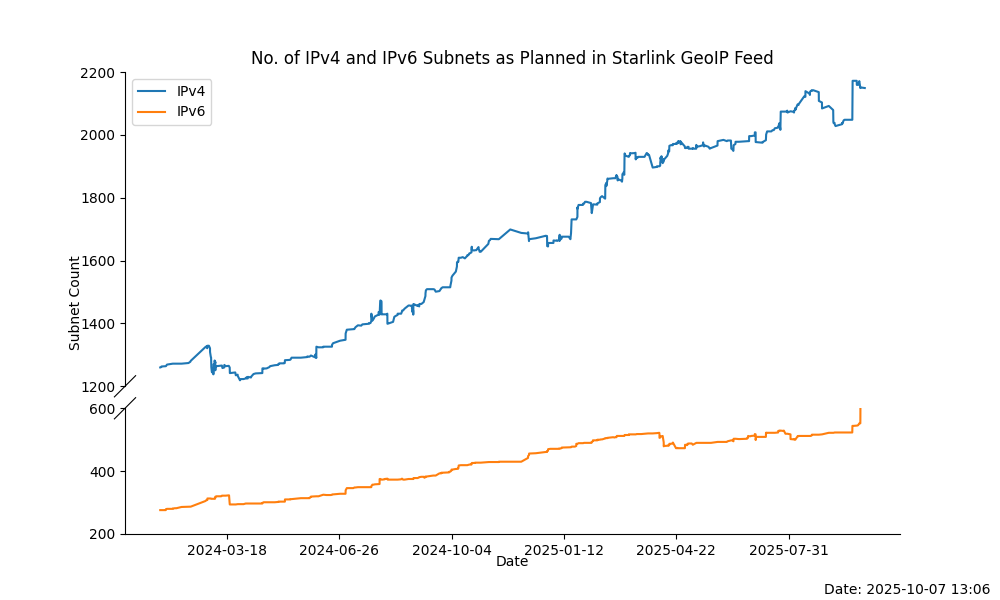 No. of IPv4 and IPv6 Subnets as Planned in Starlink GeoIP Feed
IPv4
IPv6
2200
2000
1800
1600
1400
1200
600
400
200
Subnet Count
2024-03-18
2024-06-26
2024-10-04
2025-01-12
2025-04-22
2025-07-31
Date
Date: 2025-10-07 13:06